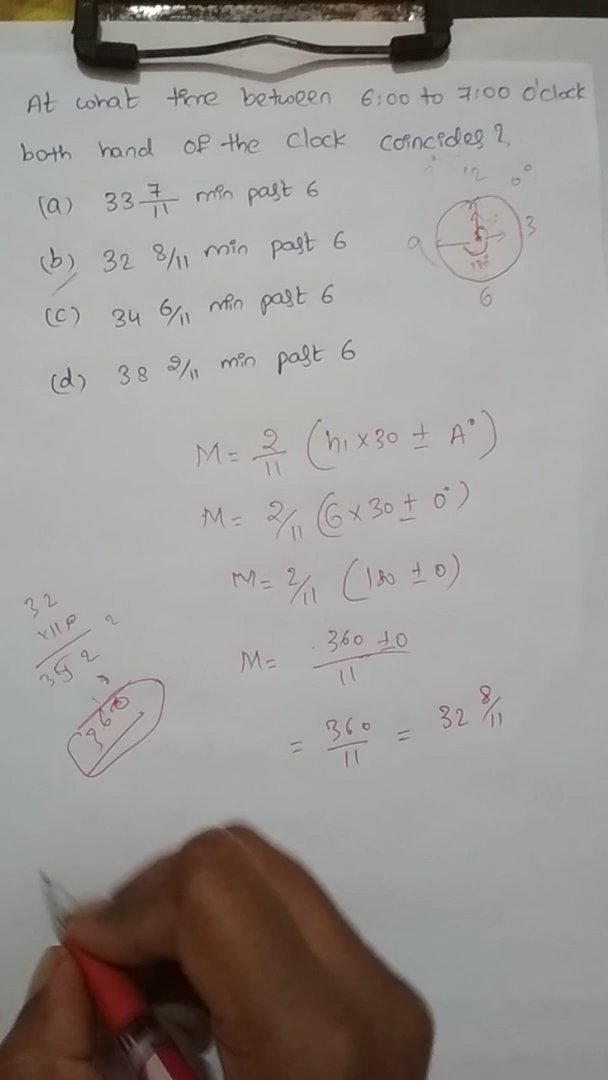 At what time between 6:00 to 7:00 O'clock
both hand of the Clock coincides?
(a) 33 7/11 min past 6
(b) 32 8/11 min past 6
(c) 34 6/11 min past 6
(d) 38 2/11 min past 6
0° 12 0°
9 3
180°
6
M = 2/11 (h1 × 30 ± A°)
M = 2/11 (6 × 30 ± 0°)
M = 2/11 (180 ± 0)
M = 360 ± 0 / 11
= 360/11 = 32 8/11
32
352
360